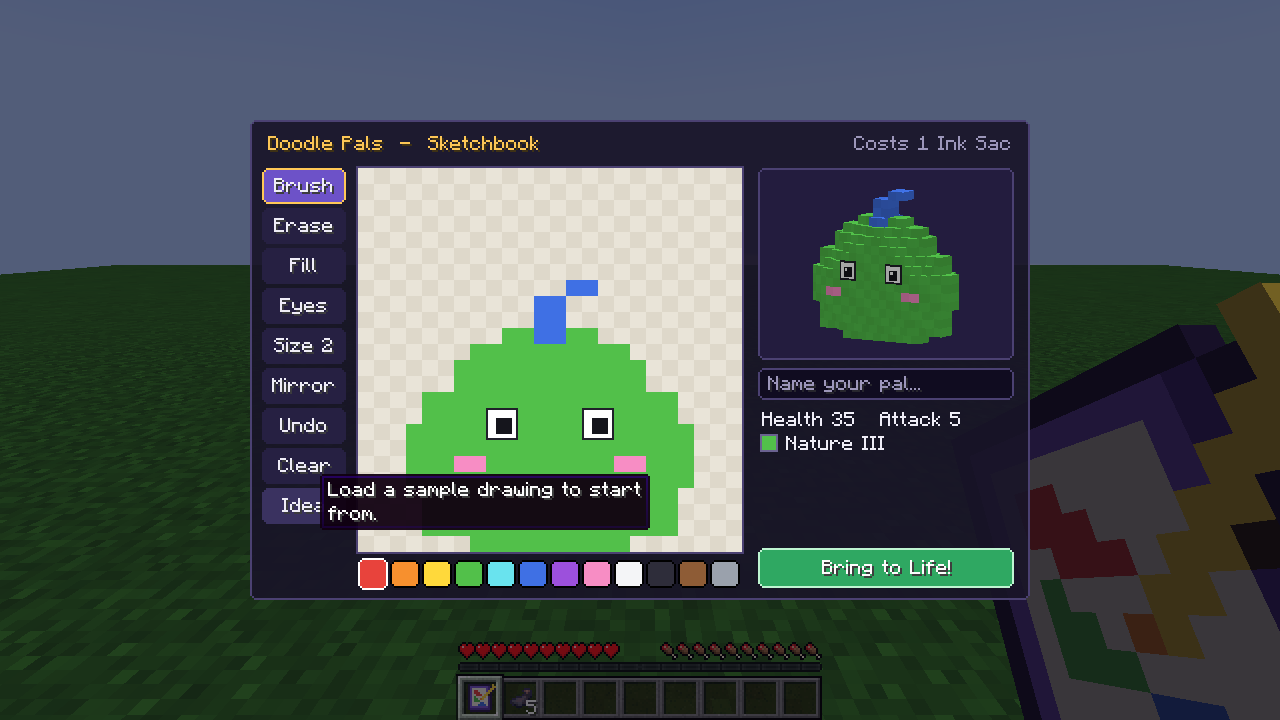 Doodle Pals - Sketchbook
Costs 1 Ink Sac
Brush
Erase
Fill
Eyes
Size 2
Mirror
Undo
Clear
Idea
Load a sample drawing to start
from.
Name your pal...
Health 35 Attack 5
Nature III
Bring to Life!
5